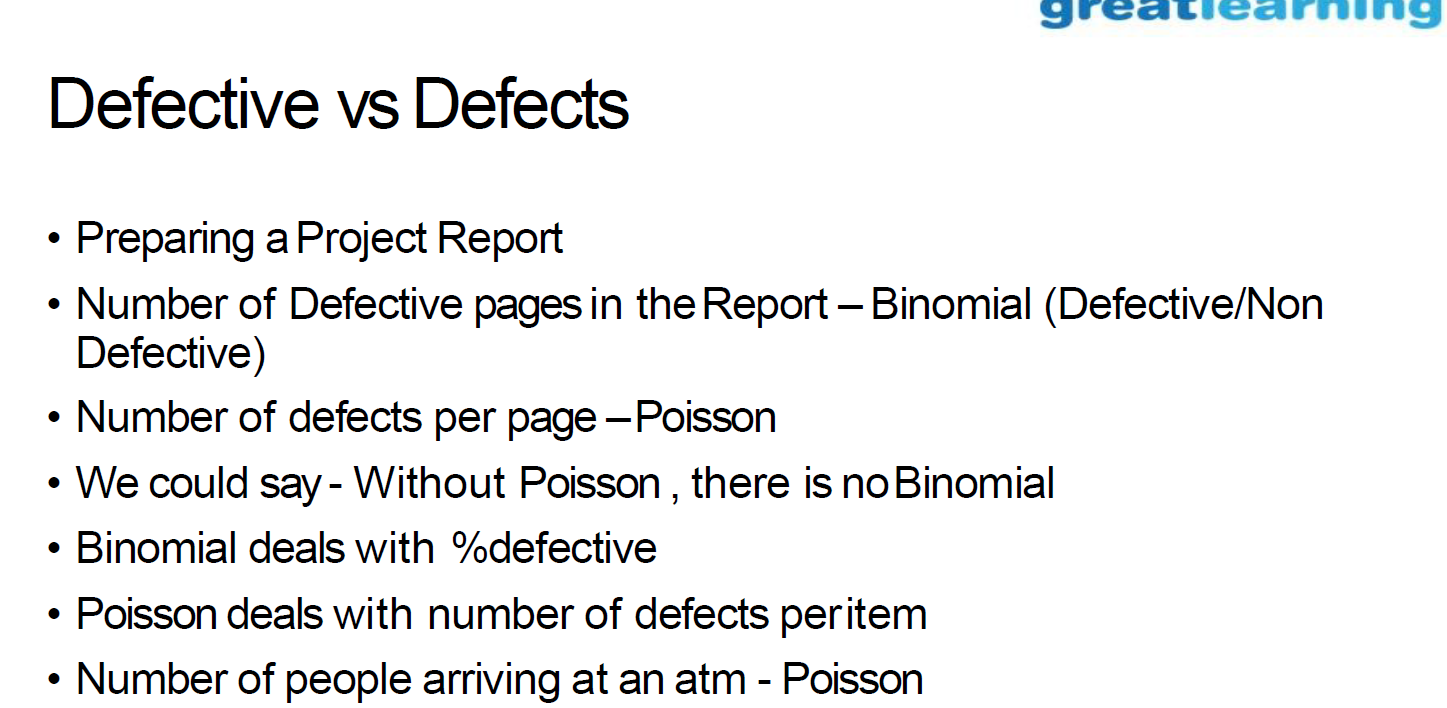 greatlearning
Defective vs Defects
• Preparing a Project Report
• Number of Defective pages in the Report – Binomial (Defective/Non
Defective)
• Number of defects per page –Poisson
• We could say - Without Poisson , there is no Binomial
• Binomial deals with %defective
• Poisson deals with number of defects per item
• Number of people arriving at an atm - Poisson